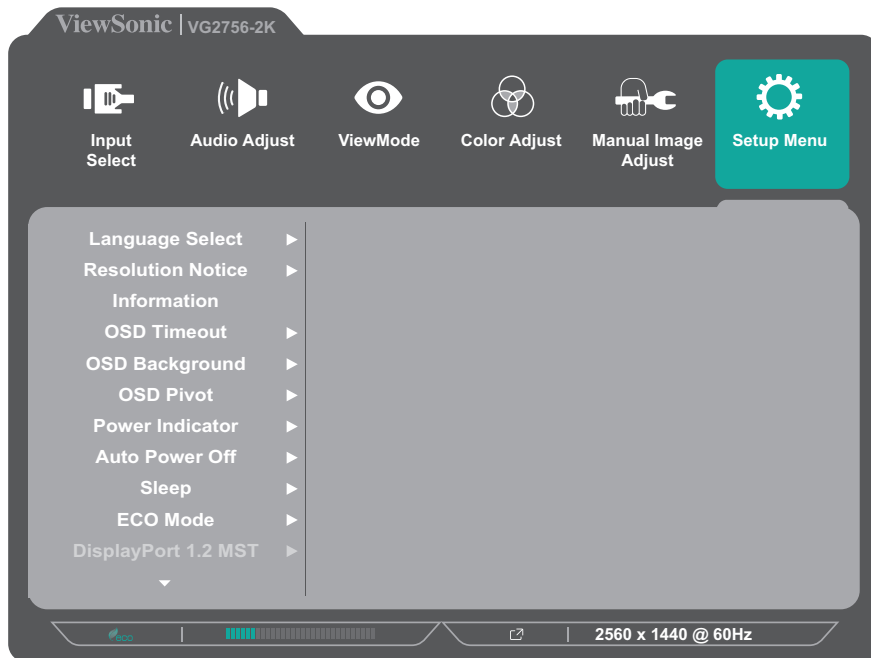 ViewSonic | VG2756-2K
Input Select
Audio Adjust
ViewMode
Color Adjust
Manual Image Adjust
Setup Menu
Language Select
Resolution Notice
Information
OSD Timeout
OSD Background
OSD Pivot
Power Indicator
Auto Power Off
Sleep
ECO Mode
DisplayPort 1.2 MST
eco
2560 x 1440 @ 60Hz